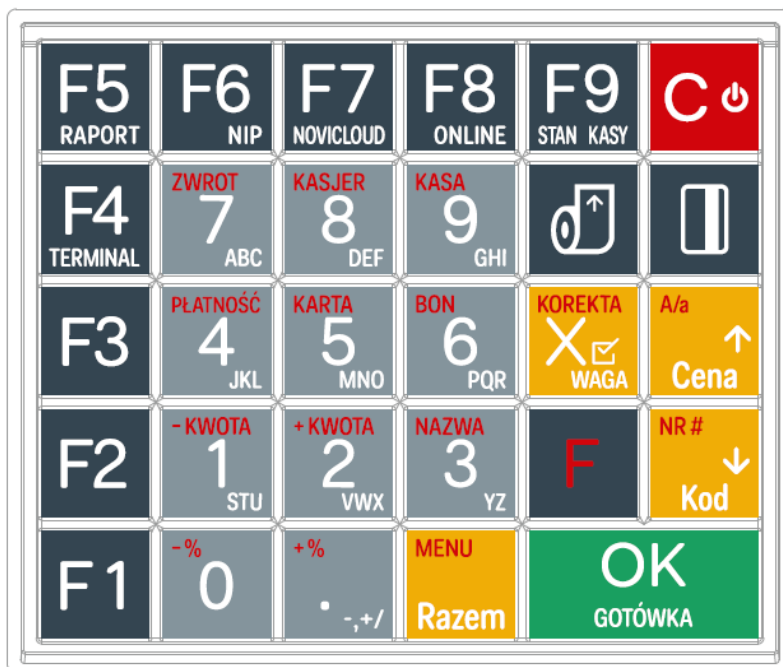 F5
RAPORT
F6
NIP
F7
NOVICLOUD
F8
ONLINE
F9
STAN KASY
C
F4
TERMINAL
ZWROT
7
ABC
KASJER
8
DEF
KASA
9
GHI
F3
PŁATNOŚĆ
4
JKL
KARTA
5
MNO
BON
6
PQR
KOREKTA
X
WAGA
A/a
Cena
F2
- KWOTA
1
STU
+ KWOTA
2
VWX
NAZWA
3
YZ
F
NR #
Kod
F1
- %
0
+ %
.
-,+/
MENU
Razem
OK
GOTÓWKA